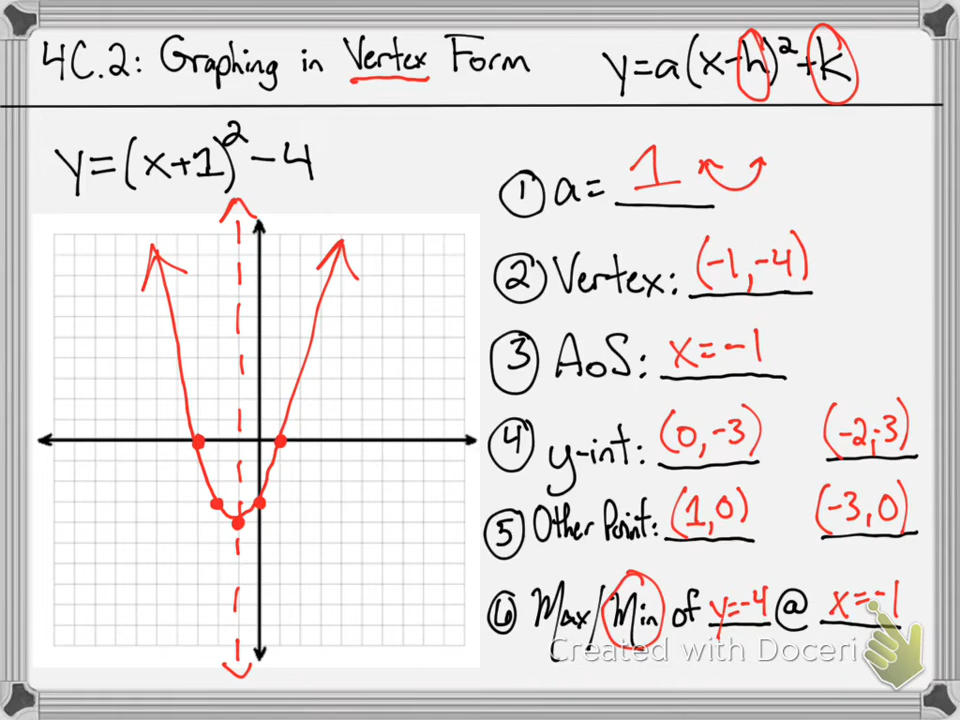 4C.2: Graphing in Vertex Form y=a(x-h)²+k
y=(x+1)²-4
① a= 1
② Vertex: (-1,-4)
③ AoS: x=-1
④ y-int: (0,-3) (-2,-3)
⑤ Other Point: (1,0) (-3,0)
⑥ Max/Min of y=-4 @ x=-1
Created with Doceri